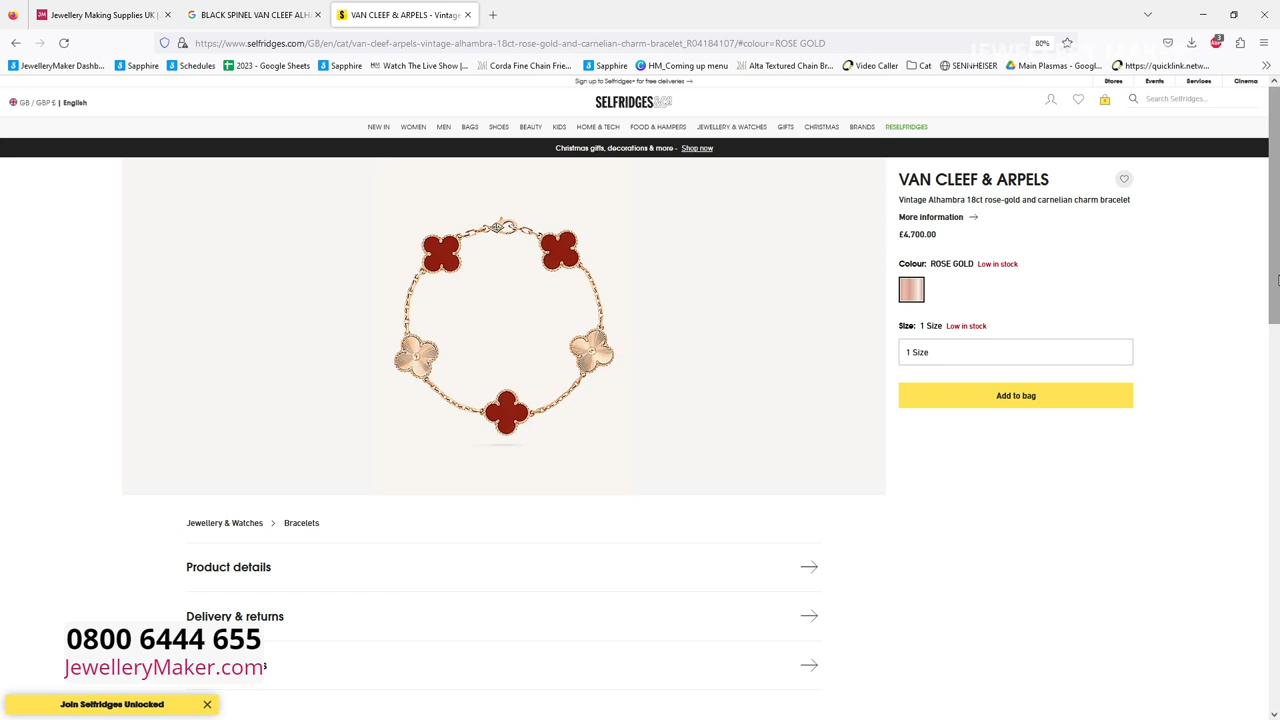 Jewellery Making Supplies UK |
BLACK SPINEL VAN CLEEF ALH
VAN CLEEF & ARPELS - Vintage
https://www.selfridges.com/GB/en/cat/van-cleef-arpels-vintage-alhambra-18ct-rose-gold-and-carnelian-charm-bracelet_R04184107/#colour=ROSE GOLD
80%
3
JewelleryMaker Dashb...
Sapphire
Schedules
2023 - Google Sheets
Sapphire
Watch The Live Show |...
Corda Fine Chain Frie...
Sapphire
HM_Coming up menu
Alta Textured Chain Br...
Video Caller
Cat
SENNHEISER
Main Plasmas - Googl...
https://quicklink.netw...
Sign up to Selfridges+ for free deliveries →
Stores
Events
Services
Cinema
GB / GBP £ | English
SELFRIDGES&CO
Search Selfridges...
NEW IN
WOMEN
MEN
BAGS
SHOES
BEAUTY
KIDS
HOME & TECH
FOOD & HAMPERS
JEWELLERY & WATCHES
GIFTS
CHRISTMAS
BRANDS
RESELFRIDGES
Christmas gifts, decorations & more - Shop now
VAN CLEEF & ARPELS
Vintage Alhambra 18ct rose-gold and carnelian charm bracelet
More information
£4,700.00
Colour: ROSE GOLD Low in stock
Size: 1 Size Low in stock
1 Size
Add to bag
Jewellery & Watches > Bracelets
Product details
Delivery & returns
0800 6444 655
JewelleryMaker.com
Join Selfridges Unlocked